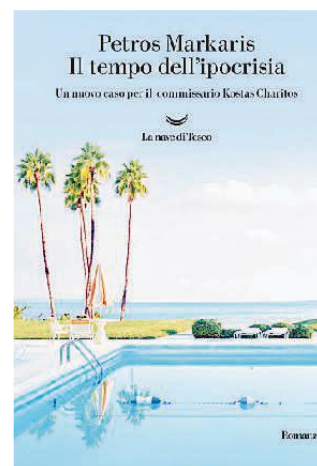 Petros Markaris
Il tempo dell'ipocrisia
Un nuovo caso per il commissario Kostas Charitos
La nave di Teseo
Romanzo